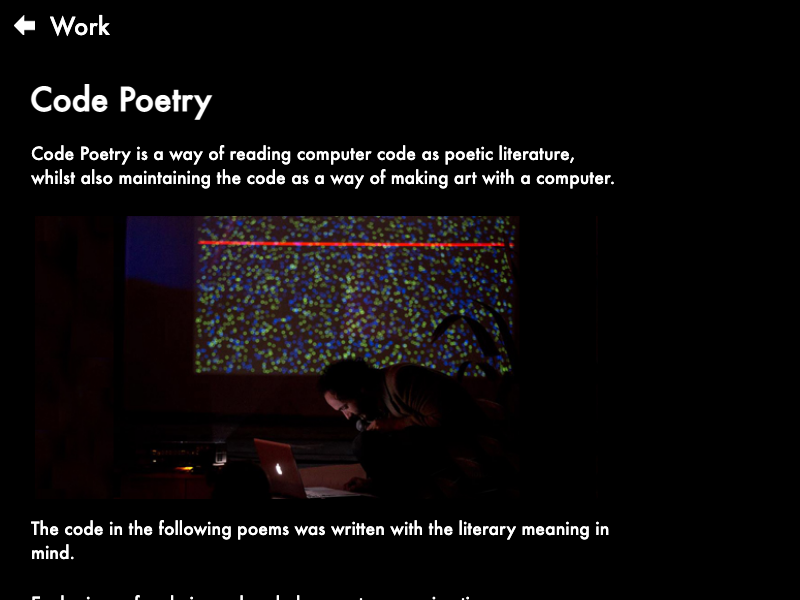 Work
Code Poetry
Code Poetry is a way of reading computer code as poetic literature,
whilst also maintaining the code as a way of making art with a computer.
The code in the following poems was written with the literary meaning in
mind.